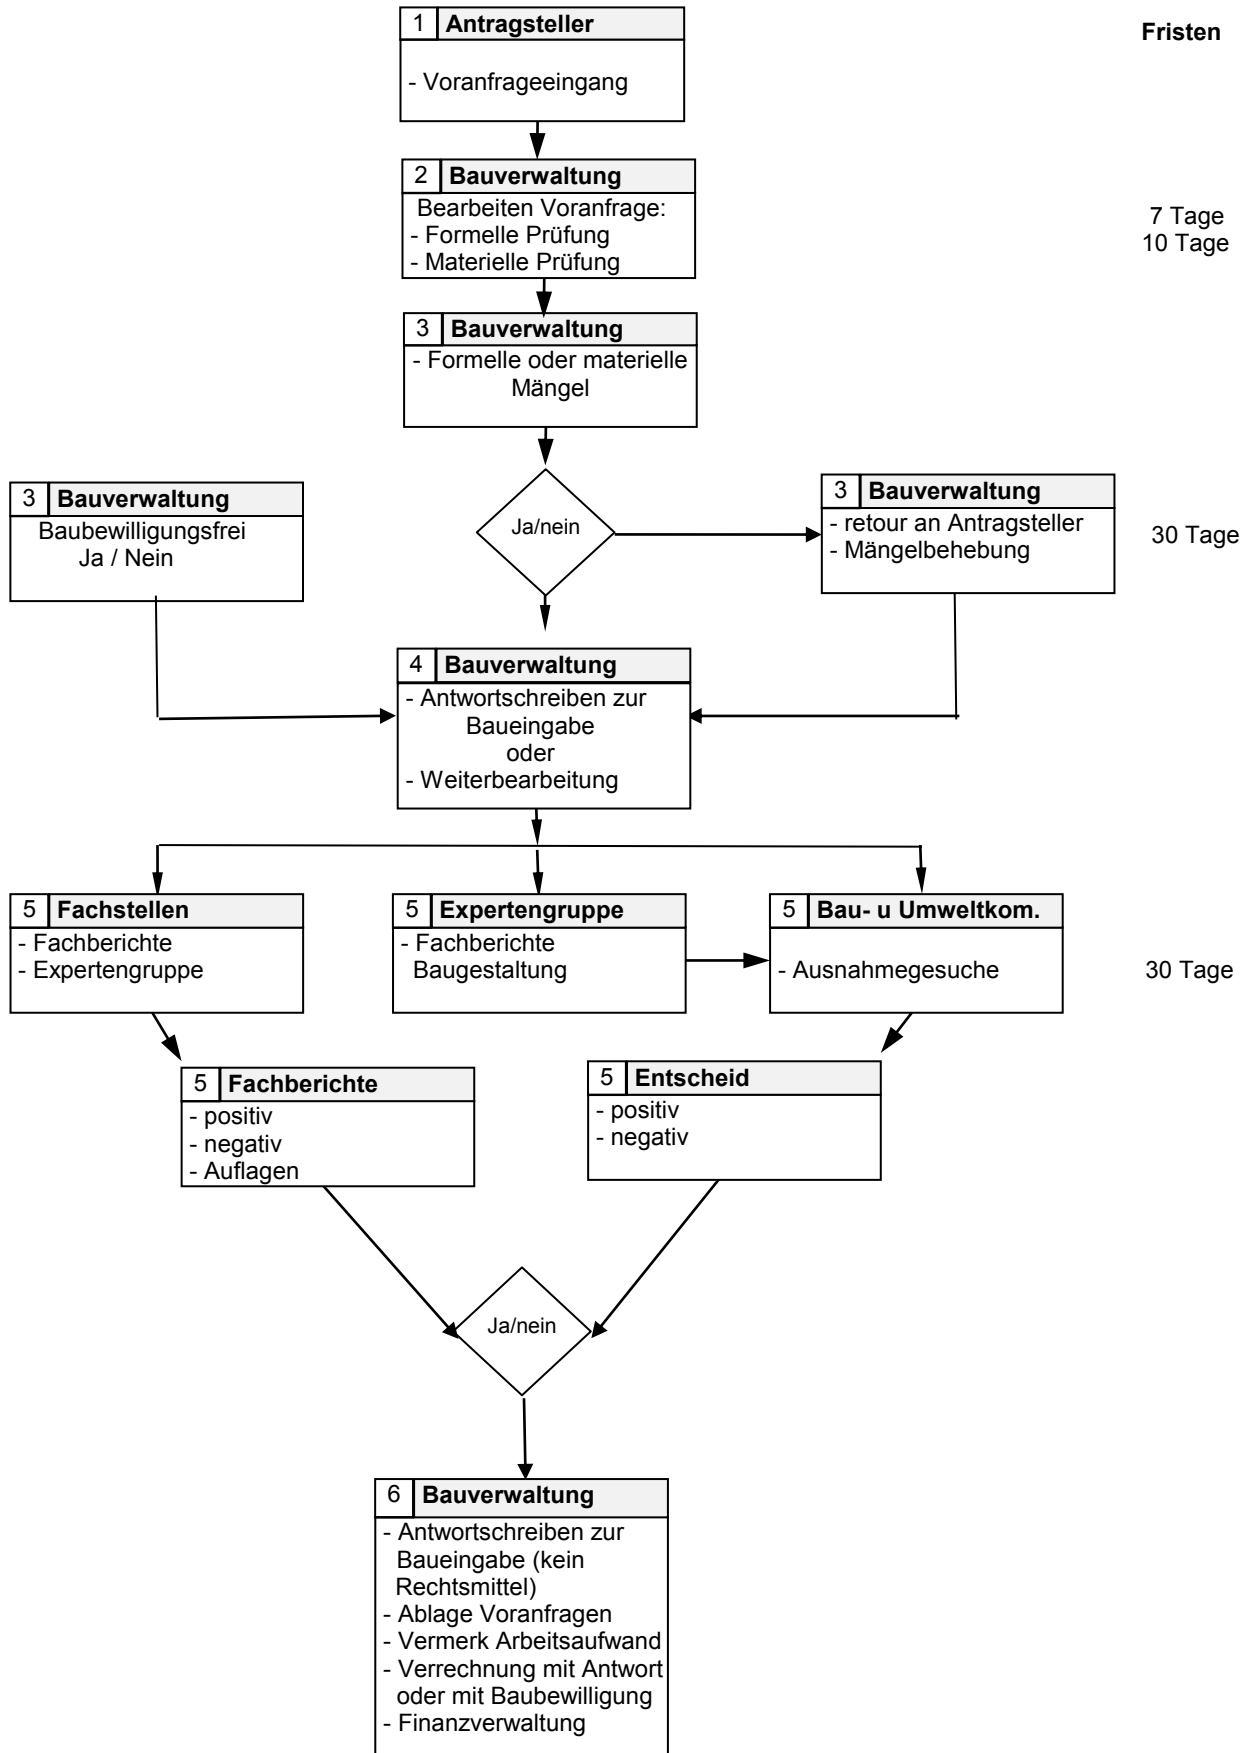 1 Antragsteller
Fristen
- Voranfrageeingang
2 Bauverwaltung
Bearbeiten Voranfrage:
- Formelle Prüfung
- Materielle Prüfung
7 Tage
10 Tage
3 Bauverwaltung
- Formelle oder materielle
Mängel
3 Bauverwaltung
Baubewilligungsfrei
Ja / Nein
Ja/nein
3 Bauverwaltung
- retour an Antragsteller
- Mängelbehebung
30 Tage
4 Bauverwaltung
- Antwortschreiben zur
Baueingabe
oder
- Weiterbearbeitung
5 Fachstellen
- Fachberichte
- Expertengruppe
5 Expertengruppe
- Fachberichte
Baugestaltung
5 Bau- u Umweltkom.
- Ausnahmegesuche
30 Tage
5 Fachberichte
- positiv
- negativ
- Auflagen
5 Entscheid
- positiv
- negativ
Ja/nein
6 Bauverwaltung
- Antwortschreiben zur
Baueingabe (kein
Rechtsmittel)
- Ablage Voranfragen
- Vermerk Arbeitsaufwand
- Verrechnung mit Antwort
oder mit Baubewilligung
- Finanzverwaltung